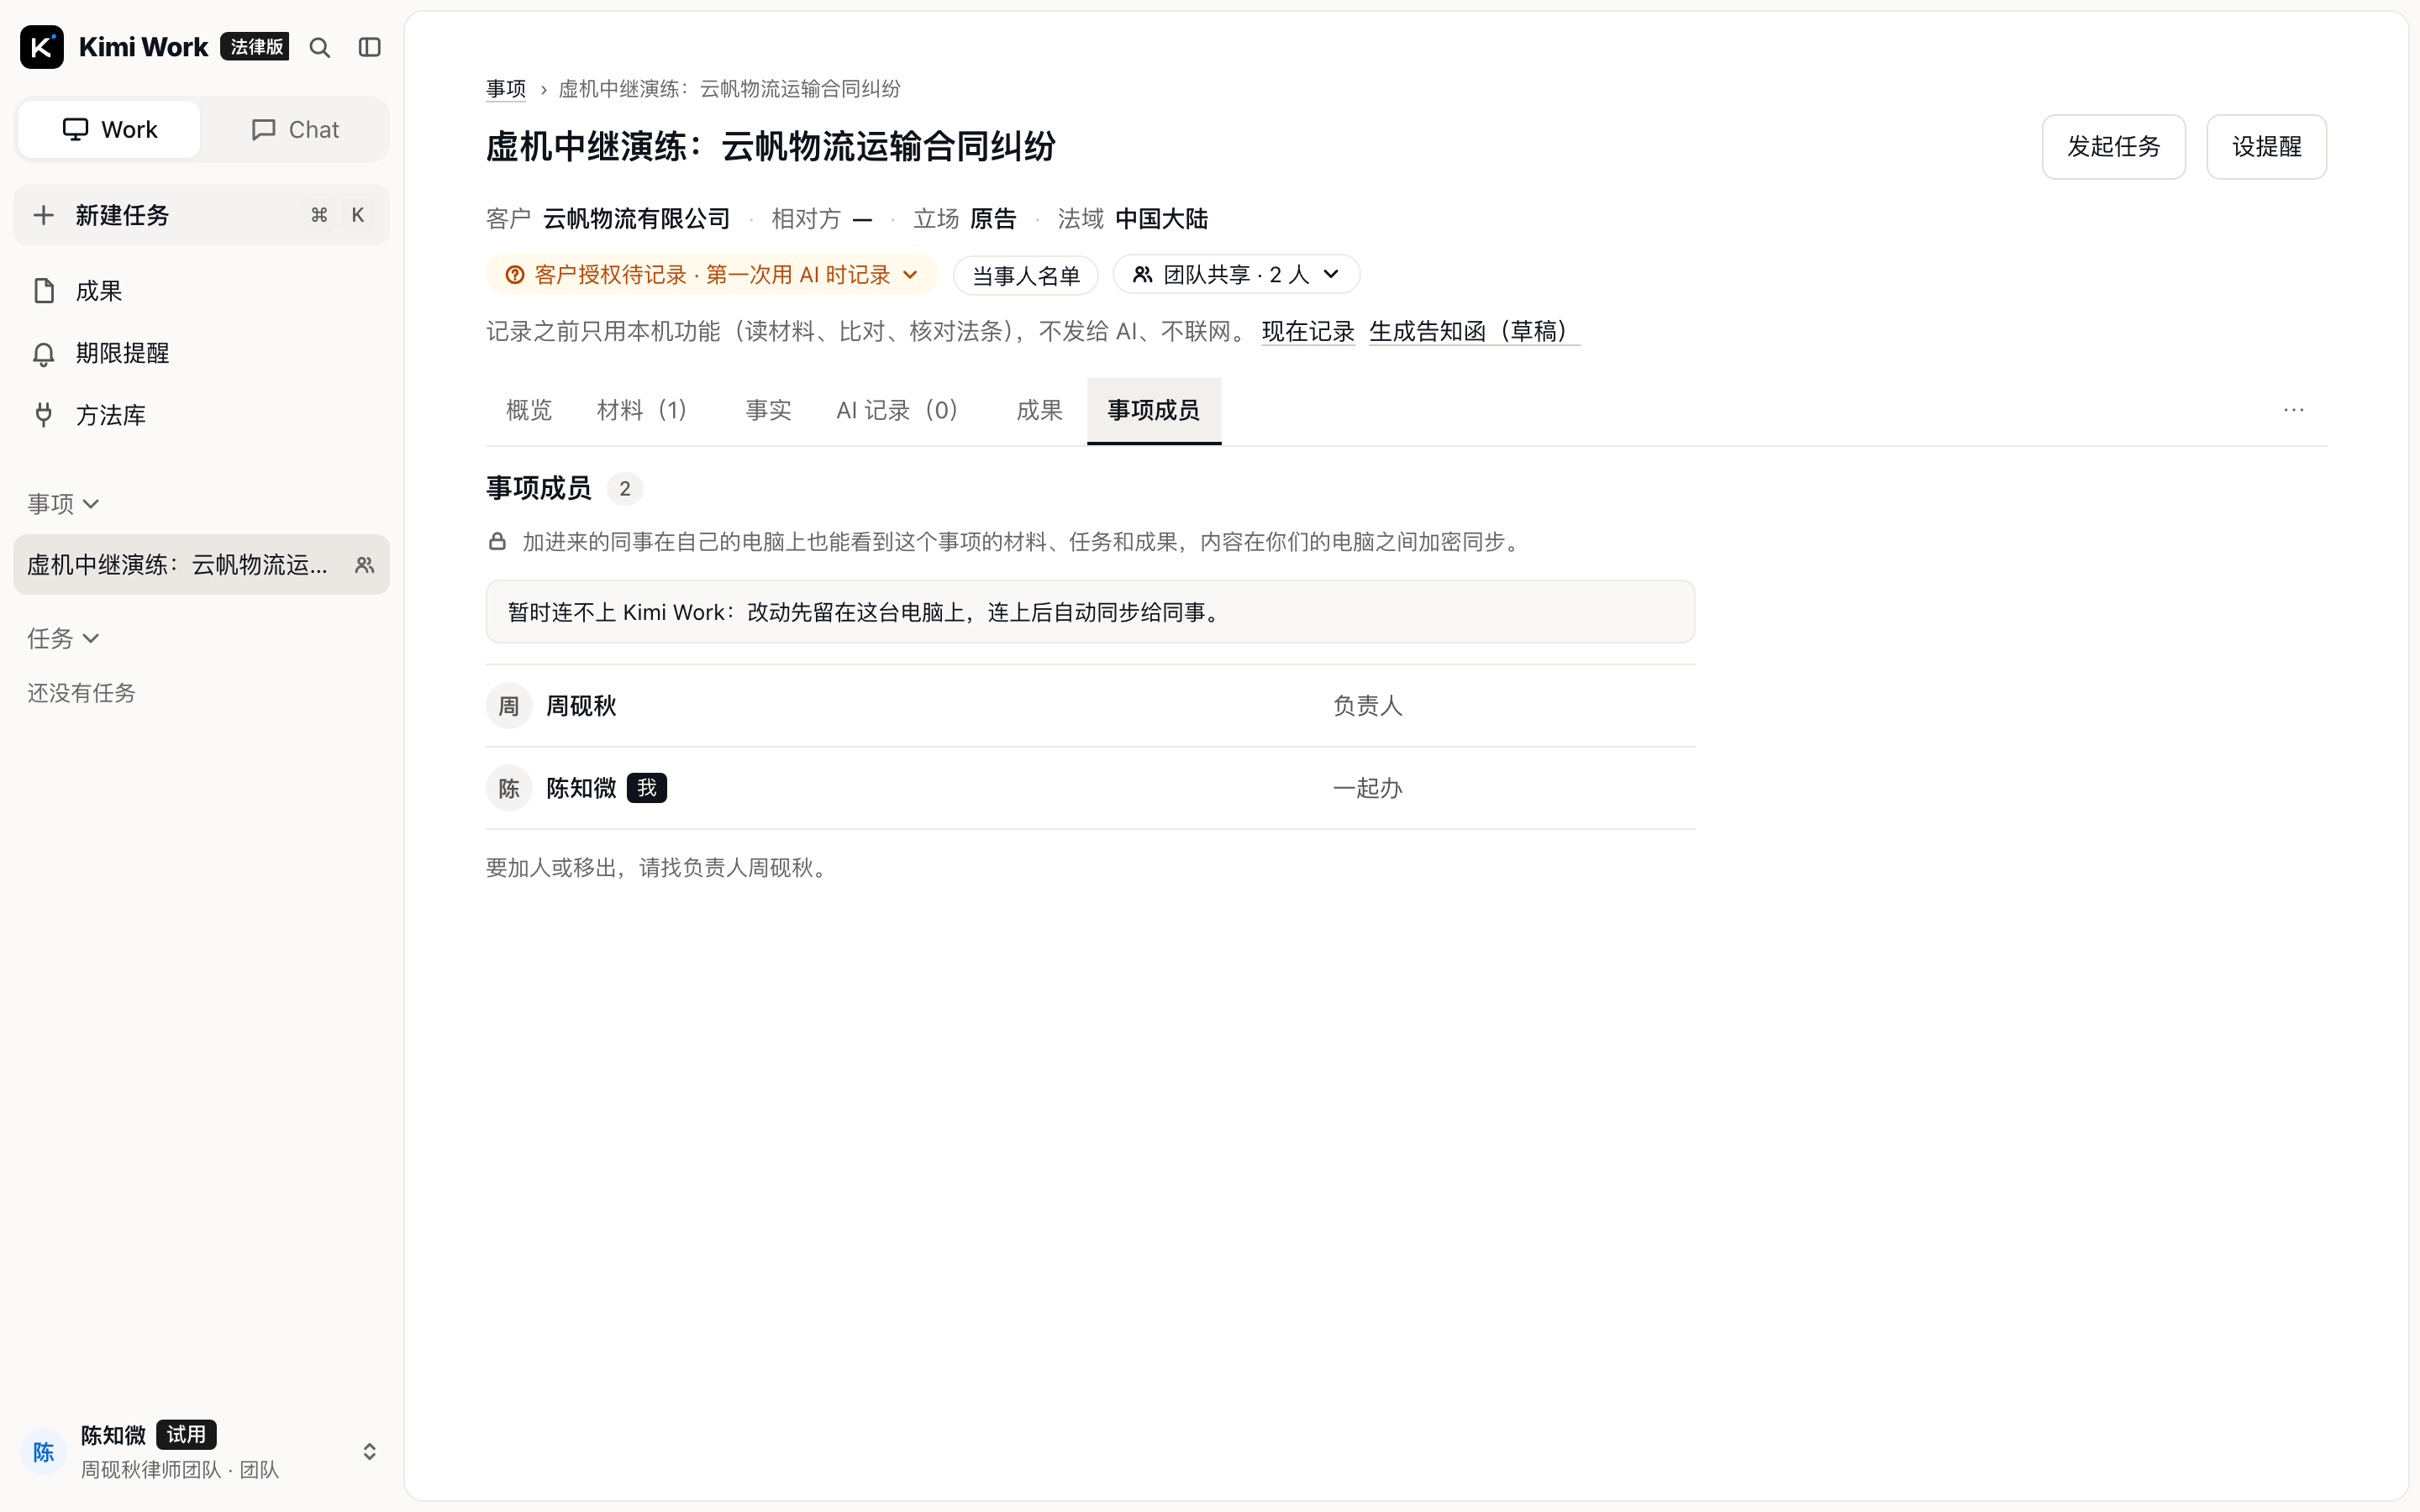 Kimi Work 法律版
Work Chat
新建任务 ⌘ K
成果
期限提醒
方法库
事项
虚机中继演练：云帆物流运...
任务
还没有任务
陈 陈知微 试用
周砚秋律师团队 · 团队
事项 › 虚机中继演练：云帆物流运输合同纠纷
虚机中继演练：云帆物流运输合同纠纷
发起任务 设提醒
客户 云帆物流有限公司 · 相对方 — · 立场 原告 · 法域 中国大陆
客户授权待记录 · 第一次用 AI 时记录 当事人名单 团队共享 · 2 人
记录之前只用本机功能（读材料、比对、核对法条），不发给 AI、不联网。 现在记录 生成告知函（草稿）
概览 材料（1） 事实 AI 记录（0） 成果 事项成员 ···
事项成员 2
加进来的同事在自己的电脑上也能看到这个事项的材料、任务和成果，内容在你们的电脑之间加密同步。
暂时连不上 Kimi Work：改动先留在这台电脑上，连上后自动同步给同事。
周 周砚秋 负责人
陈 陈知微 我 一起办
要加人或移出，请找负责人周砚秋。